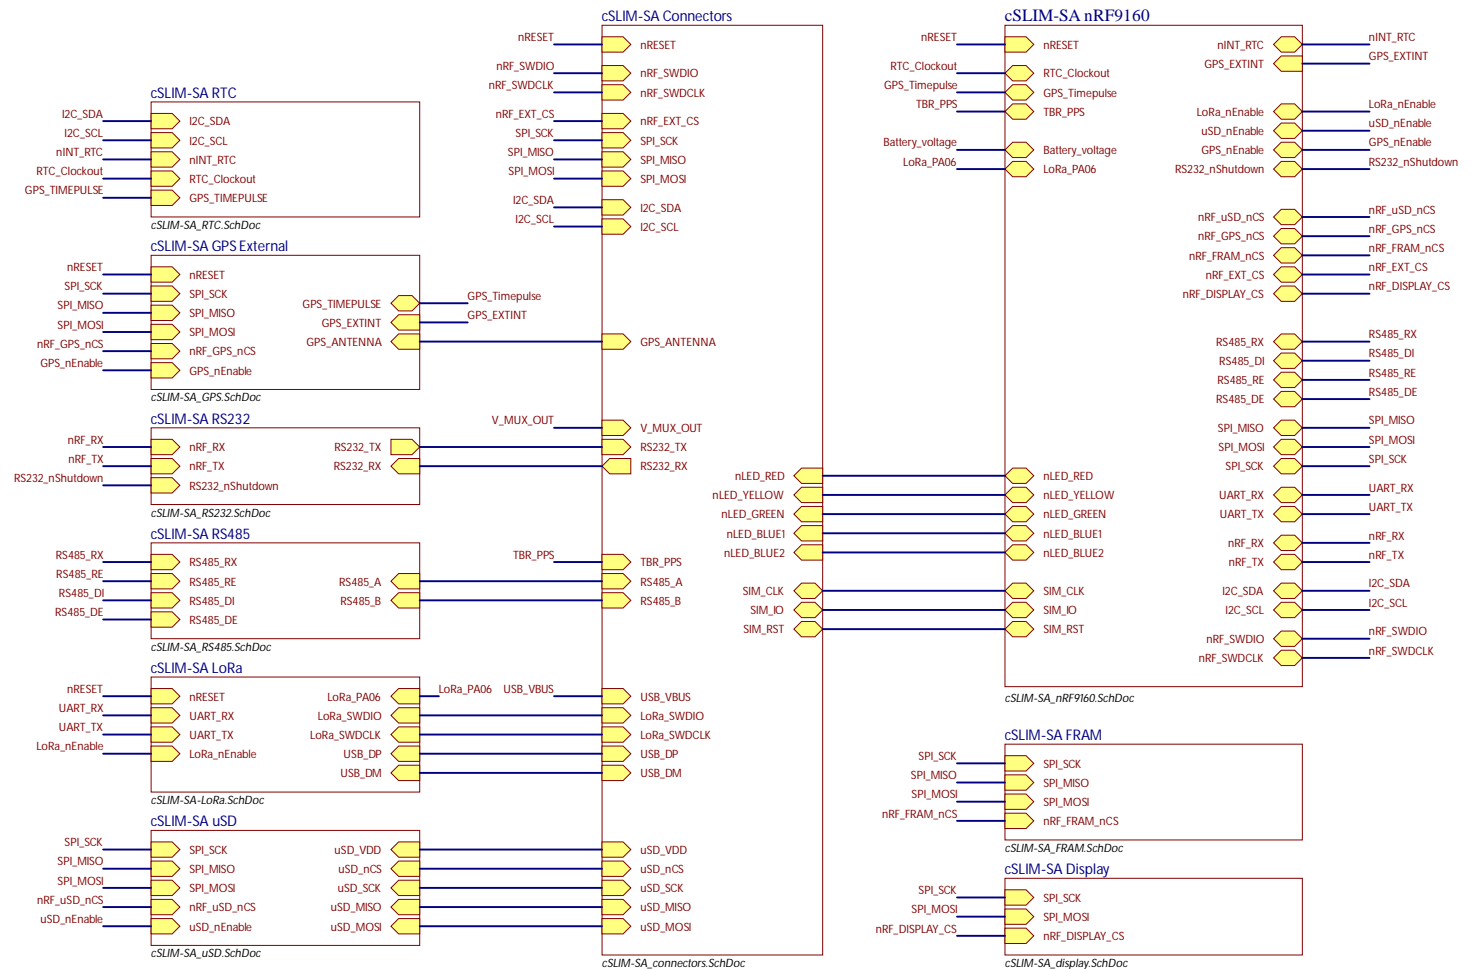 cSLIM-SA RTC
I2C_SDA I2C_SDA
I2C_SCL I2C_SCL
nINT_RTC nINT_RTC
RTC_Clockout RTC_Clockout
GPS_TIMEPULSE GPS_TIMEPULSE
cSLIM-SA_RTC.SchDoc
cSLIM-SA GPS External
nRESET nRESET
SPI_SCK SPI_SCK
SPI_MISO SPI_MISO
SPI_MOSI SPI_MOSI
nRF_GPS_nCS nRF_GPS_nCS
GPS_nEnable GPS_nEnable
GPS_TIMEPULSE GPS_Timepulse
GPS_EXTINT GPS_EXTINT
GPS_ANTENNA
cSLIM-SA_GPS.SchDoc
cSLIM-SA RS232
nRF_RX nRF_RX RS232_TX
nRF_TX nRF_TX RS232_RX
RS232_nShutdown RS232_nShutdown
cSLIM-SA_RS232.SchDoc
cSLIM-SA RS485
RS485_RX RS485_RX
RS485_RE RS485_RE RS485_A
RS485_DI RS485_DI RS485_B
RS485_DE RS485_DE
cSLIM-SA_RS485.SchDoc
cSLIM-SA LoRa
nRESET nRESET LoRa_PA06 LoRa_PA06
UART_RX UART_RX LoRa_SWDIO
UART_TX UART_TX LoRa_SWDCLK
LoRa_nEnable LoRa_nEnable USB_DP
USB_DM
cSLIM-SA-LoRa.SchDoc
cSLIM-SA uSD
SPI_SCK SPI_SCK uSD_VDD
SPI_MISO SPI_MISO uSD_nCS
SPI_MOSI SPI_MOSI uSD_SCK
nRF_uSD_nCS nRF_uSD_nCS uSD_MISO
uSD_nEnable uSD_nEnable uSD_MOSI
cSLIM-SA_uSD.SchDoc
cSLIM-SA Connectors
nRESET nRESET
nRF_SWDIO nRF_SWDIO
nRF_SWDCLK nRF_SWDCLK
nRF_EXT_CS nRF_EXT_CS
SPI_SCK SPI_SCK
SPI_MISO SPI_MISO
SPI_MOSI SPI_MOSI
I2C_SDA I2C_SDA
I2C_SCL I2C_SCL
GPS_ANTENNA
V_MUX_OUT V_MUX_OUT
RS232_TX
RS232_RX
nLED_RED
nLED_YELLOW
nLED_GREEN
nLED_BLUE1
nLED_BLUE2
TBR_PPS TBR_PPS
RS485_A
RS485_B
SIM_CLK
SIM_IO
SIM_RST
USB_VBUS USB_VBUS
LoRa_SWDIO
LoRa_SWDCLK
USB_DP
USB_DM
uSD_VDD
uSD_nCS
uSD_SCK
uSD_MISO
uSD_MOSI
cSLIM-SA_connectors.SchDoc
cSLIM-SA nRF9160
nRESET nRESET
RTC_Clockout RTC_Clockout
GPS_Timepulse GPS_Timepulse
TBR_PPS TBR_PPS
Battery_voltage Battery_voltage
LoRa_PA06 LoRa_PA06
nLED_RED
nLED_YELLOW
nLED_GREEN
nLED_BLUE1
nLED_BLUE2
SIM_CLK
SIM_IO
SIM_RST
nINT_RTC nINT_RTC
GPS_EXTINT GPS_EXTINT
LoRa_nEnable LoRa_nEnable
uSD_nEnable uSD_nEnable
GPS_nEnable GPS_nEnable
RS232_nShutdown RS232_nShutdown
nRF_uSD_nCS nRF_uSD_nCS
nRF_GPS_nCS nRF_GPS_nCS
nRF_FRAM_nCS nRF_FRAM_nCS
nRF_EXT_CS nRF_EXT_CS
nRF_DISPLAY_CS nRF_DISPLAY_CS
RS485_RX RS485_RX
RS485_DI RS485_DI
RS485_RE RS485_RE
RS485_DE RS485_DE
SPI_MISO SPI_MISO
SPI_MOSI SPI_MOSI
SPI_SCK SPI_SCK
UART_RX UART_RX
UART_TX UART_TX
nRF_RX nRF_RX
nRF_TX nRF_TX
I2C_SDA I2C_SDA
I2C_SCL I2C_SCL
nRF_SWDIO nRF_SWDIO
nRF_SWDCLK nRF_SWDCLK
cSLIM-SA_nRF9160.SchDoc
cSLIM-SA FRAM
SPI_SCK SPI_SCK
SPI_MISO SPI_MISO
SPI_MOSI SPI_MOSI
nRF_FRAM_nCS nRF_FRAM_nCS
cSLIM-SA_FRAM.SchDoc
cSLIM-SA Display
SPI_SCK SPI_SCK
SPI_MOSI SPI_MOSI
nRF_DISPLAY_CS nRF_DISPLAY_CS
cSLIM-SA_display.SchDoc